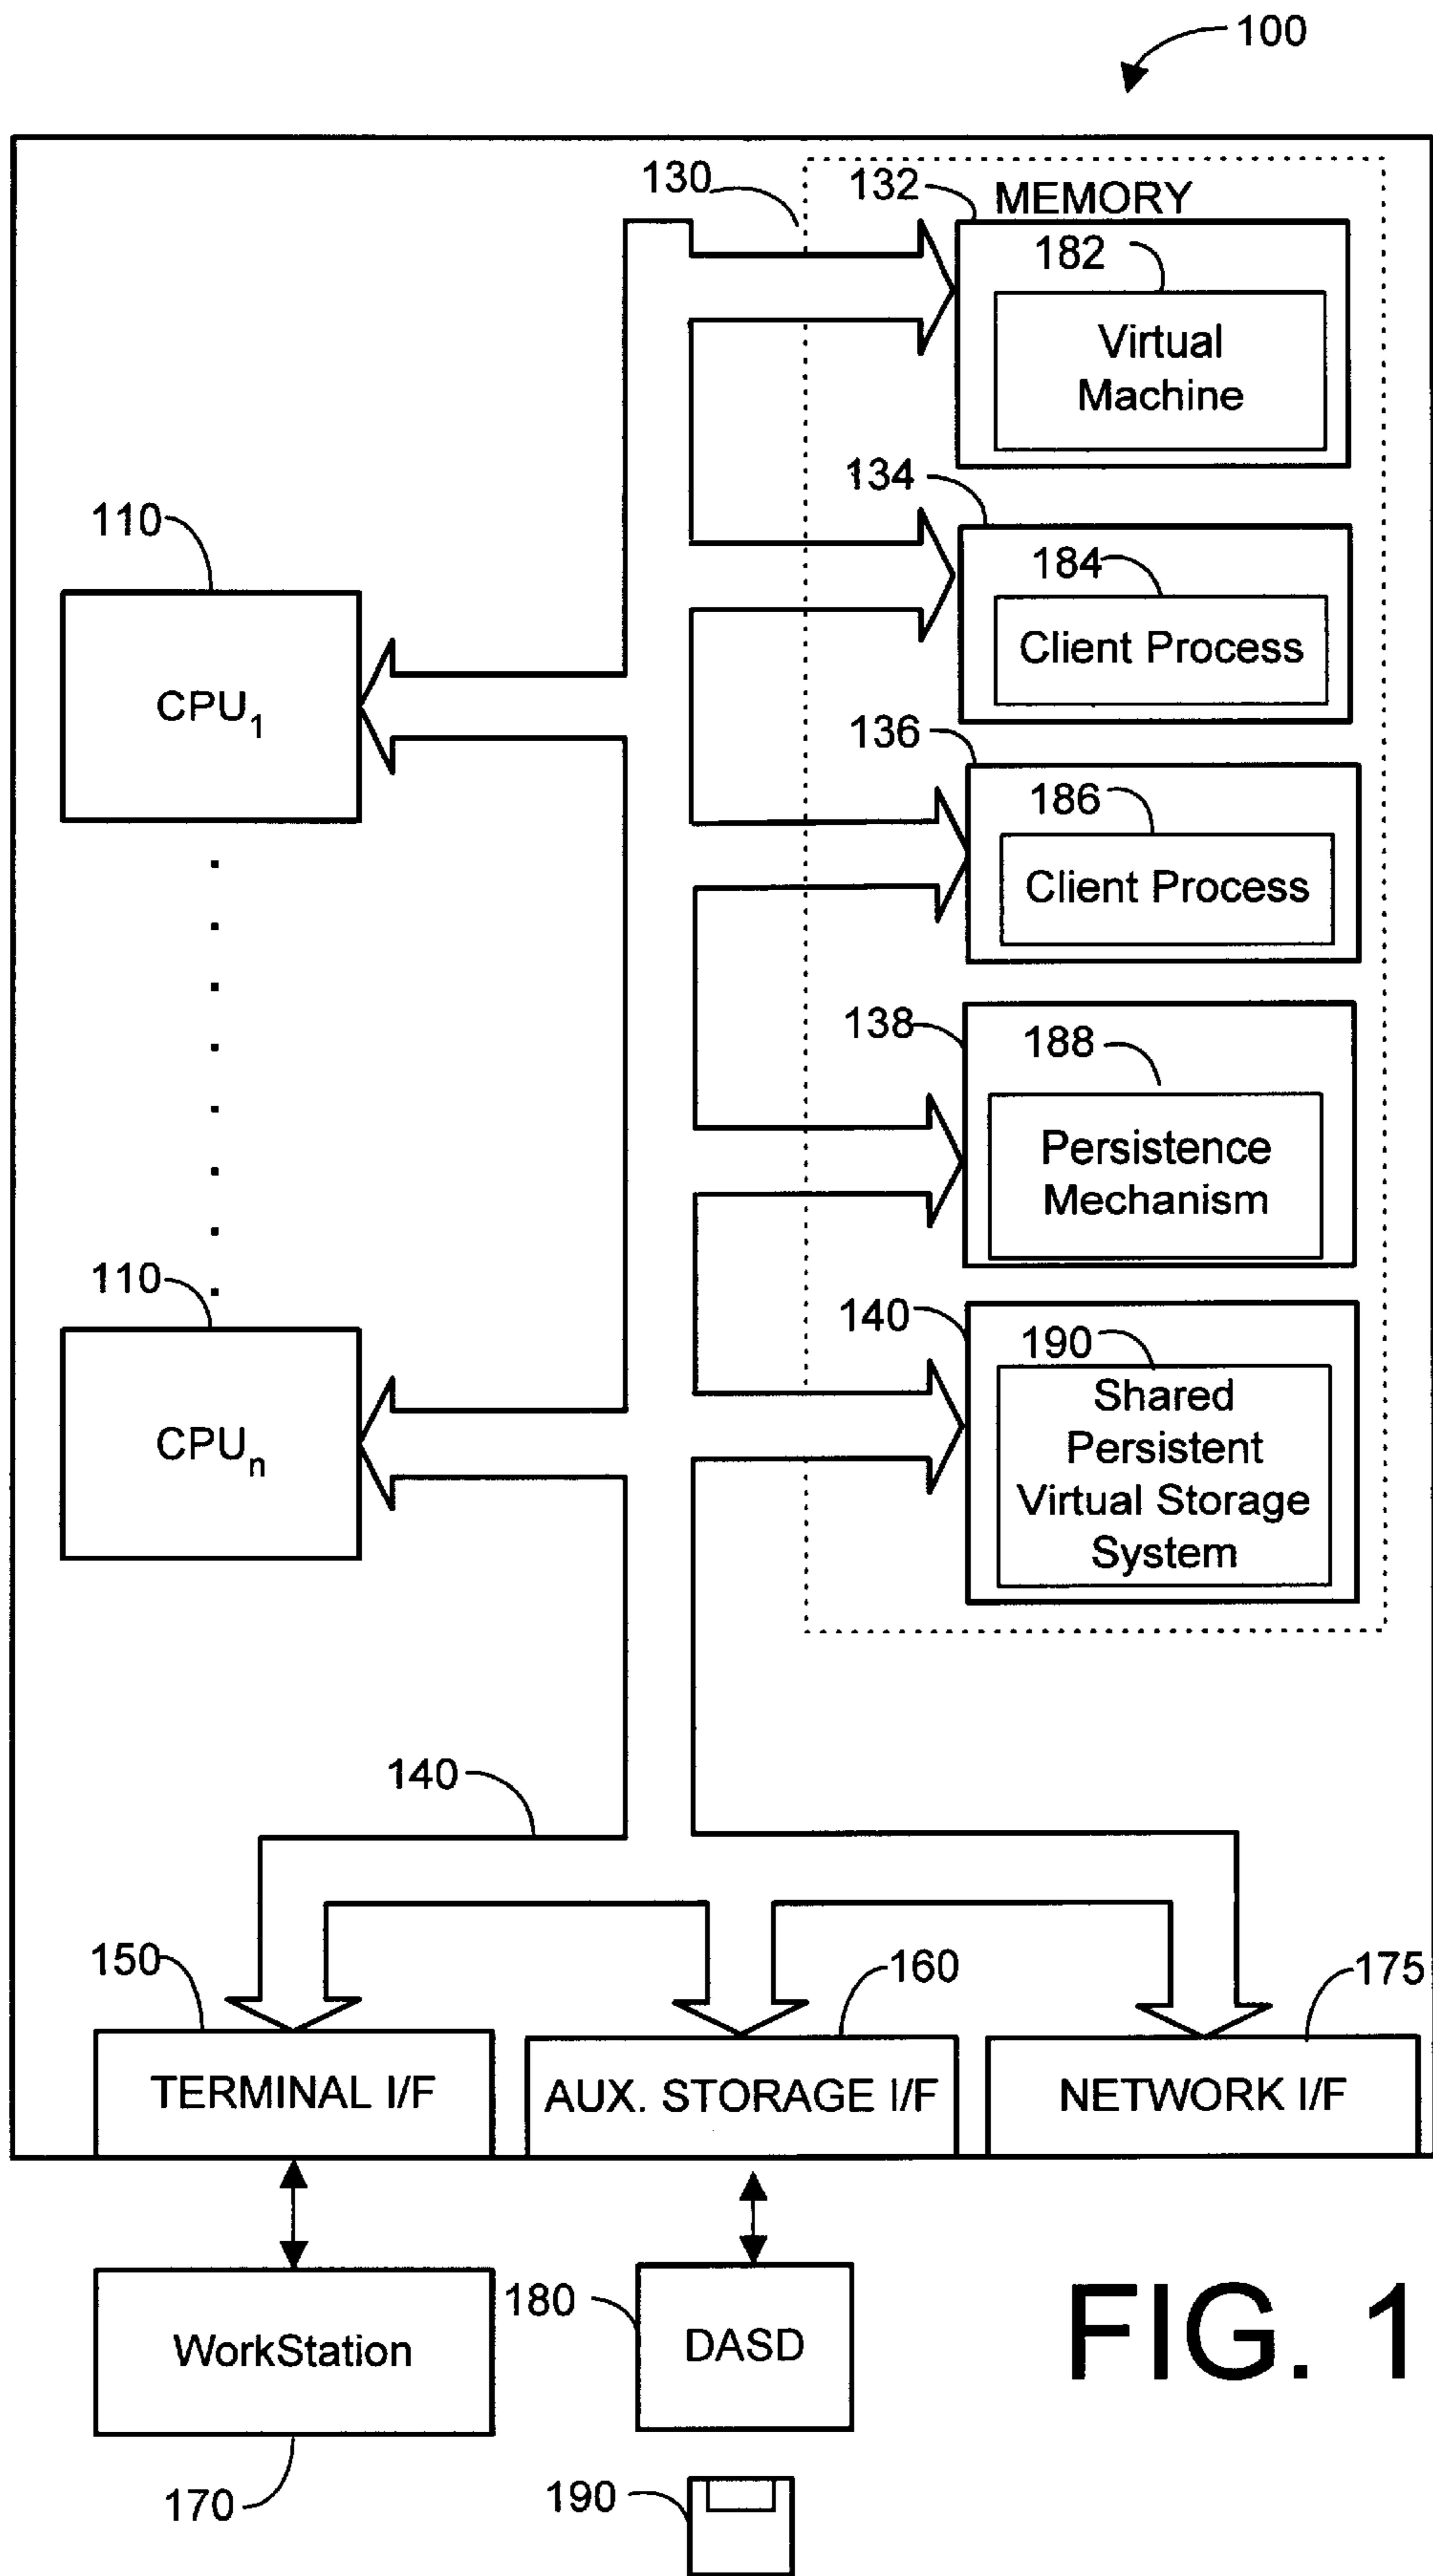 100
130
132
MEMORY
182
Virtual
Machine
134
184
Client Process
110
CPU1
136
186
Client Process
138
188
Persistence
Mechanism
110
CPUn
140
190
Shared
Persistent
Virtual Storage
System
140
150
160
175
TERMINAL I/F
AUX. STORAGE I/F
NETWORK I/F
WorkStation
180
DASD
FIG. 1
170
190